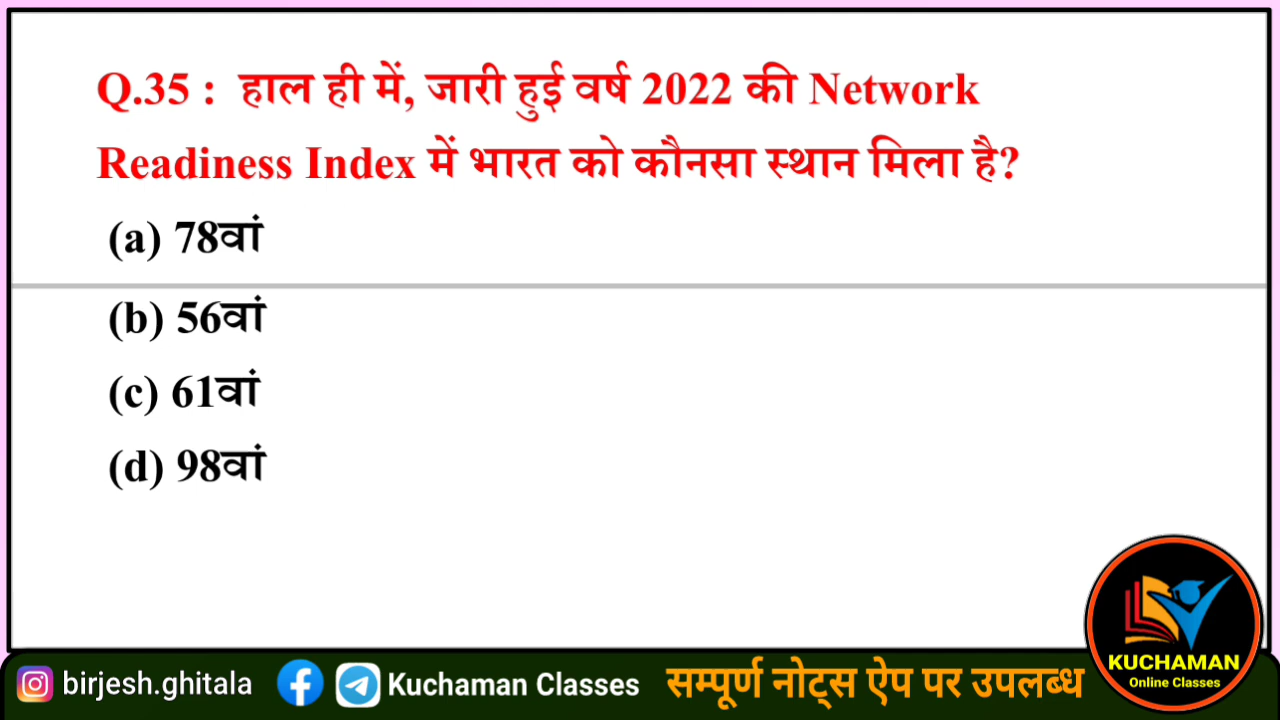 Q.35 : हाल ही में, जारी हुई वर्ष 2022 की Network
Readiness Index में भारत को कौनसा स्थान मिला है?
(a) 78वां
(b) 56वां
(c) 61वां
(d) 98वां
KUCHAMAN
Online Classes
birjesh.ghitala
Kuchaman Classes
सम्पूर्ण नोट्स ऐप पर उपलब्ध